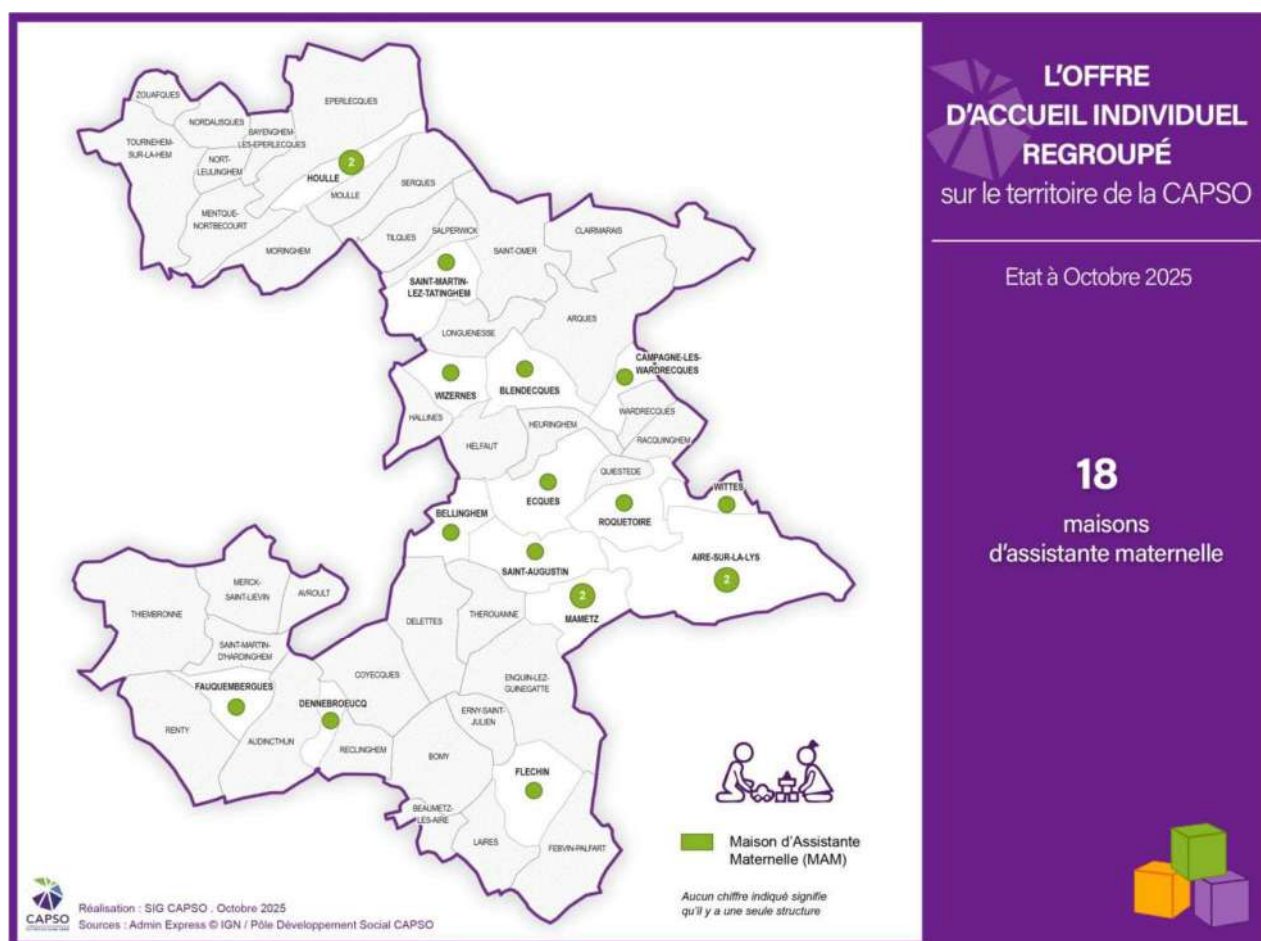 L'OFFRE
D'ACCUEIL INDIVIDUEL
REGROUPÉ
sur le territoire de la CAPSO
Etat à Octobre 2025
18
maisons
d'assistante maternelle
ZOUAFQUES
EPERLECQUES
NORDAUSQUES
BAYENGHEM-
LES-EPERLECQUES
TOURNEHEM-
SUR-LA-HEM
NORT-
LEULINGHEM
2
HOULLE
MOULLE
SERQUES
MENTQUE-
NORTBECOURT
MORINGHEM
TILQUES
SALPERWICK
SAINT-OMER
CLAIRMARAIS
SAINT-MARTIN-
LEZ-TATINGHEM
ARQUES
LONGUENESSE
CAMPAGNE-LES-
WARDRECQUES
WIZERNES
BLENDECQUES
HALLINES
WARDRECQUES
HEURINGHEM
HELFAUT
RACQUINGHEM
QUIESTEDE
ECQUES
WITTES
BELLINGHEM
ROQUETOIRE
AIRE-SUR-LA-LYS
2
SAINT-AUGUSTIN
2
MAMETZ
MERCK-
SAINT-LIEVIN
AVROULT
THIEMBRONNE
DELETTES
THEROUANNE
SAINT-MARTIN-
D'HARDINGHEM
COYECQUES
ENQUIN-LEZ-
GUINEGATTE
FAUQUEMBERGUES
DENNEBROEUCQ
ERNY-SAINT-
JULIEN
RENTY
AUDINCTHUN
RECLINGHEM
BOMY
FLECHIN
BEAUMETZ-
LES-AIRE
LAIRES
FEBVIN-PALFART
Maison d'Assistante
Maternelle (MAM)
Aucun chiffre indiqué signifie
qu'il y a une seule structure
CAPSO
Réalisation : SIG CAPSO . Octobre 2025
Sources : Admin Express © IGN / Pôle Développement Social CAPSO